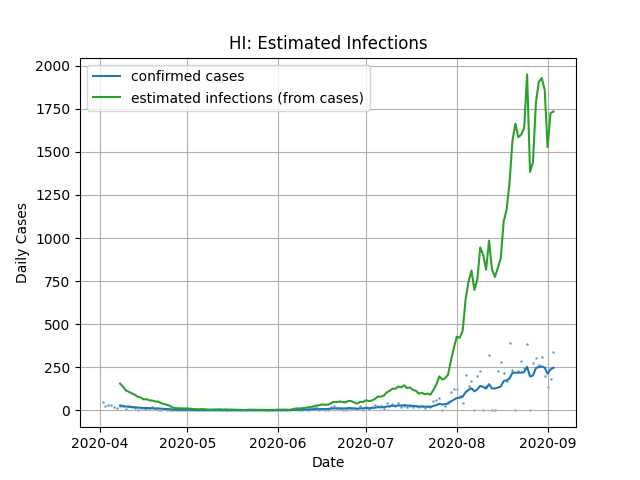 HI: Estimated Infections
confirmed cases
estimated infections (from cases)
Daily Cases
2000
1750
1500
1250
1000
750
500
250
0
2020-04 2020-05 2020-06 2020-07 2020-08 2020-09
Date